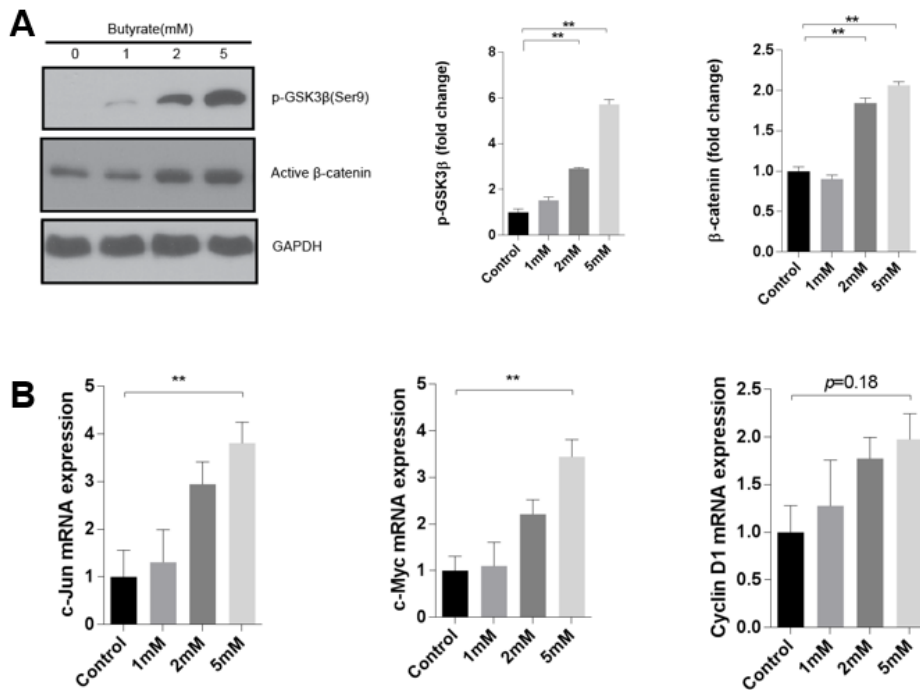 A
Butyrate(mM)
0 1 2 5
p-GSK3β(Ser9)
Active β-catenin
GAPDH
**
**
p-GSK3β (fold change)
8
6
4
2
0
Control
1mM
2mM
5mM
**
**
β-catenin (fold change)
2.5
2.0
1.5
1.0
0.5
0.0
Control
1mM
2mM
5mM
B
**
c-Jun mRNA expression
5
4
3
2
1
0
Control
1mM
2mM
5mM
**
c-Myc mRNA expression
5
4
3
2
1
0
Control
1mM
2mM
5mM
p=0.18
Cyclin D1 mRNA expression
2.5
2.0
1.5
1.0
0.5
0.0
Control
1mM
2mM
5mM